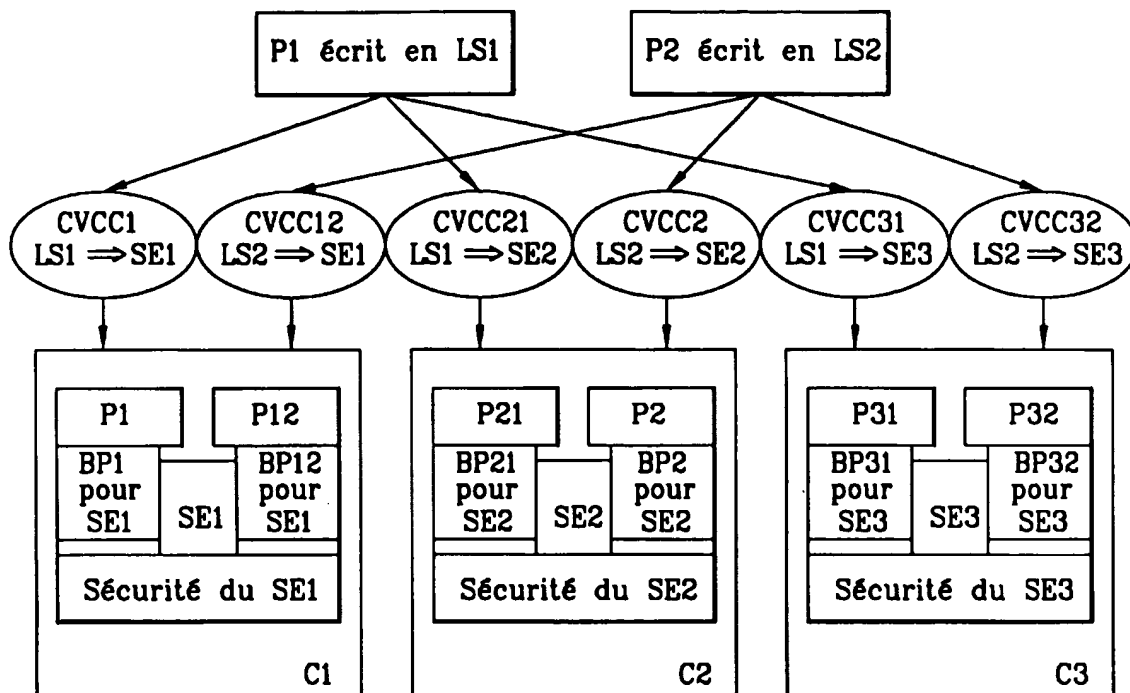 P1 écrit en LS1
P2 écrit en LS2
CVCC1
LS1 ⇒ SE1
CVCC12
LS2 ⇒ SE1
CVCC21
LS1 ⇒ SE2
CVCC2
LS2 ⇒ SE2
CVCC31
LS1 ⇒ SE3
CVCC32
LS2 ⇒ SE3
P1
P12
BP1
pour
SE1
SE1
BP12
pour
SE1
Sécurité du SE1
C1
P21
P2
BP21
pour
SE2
SE2
BP2
pour
SE2
Sécurité du SE2
C2
P31
P32
BP31
pour
SE3
SE3
BP32
pour
SE3
Sécurité du SE3
C3